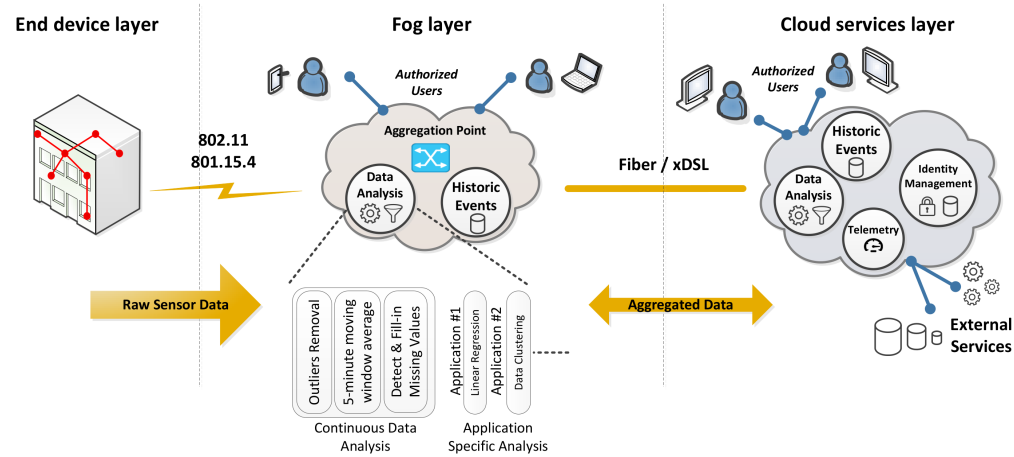 End device layer
Fog layer
Cloud services layer
Authorized
Users
Authorized
Users
802.11
801.15.4
Aggregation Point
Data
Analysis
Historic
Events
Fiber / xDSL
Historic
Events
Data
Analysis
Identity
Management
Telemetry
Raw Sensor Data
Aggregated Data
External
Services
Outliers Removal
5-minute moving
window average
Detect & Fill-in
Missing Values
Application #1
Linear Regression
Application #2
Data Clustering
Continuous Data
Analysis
Application
Specific Analysis